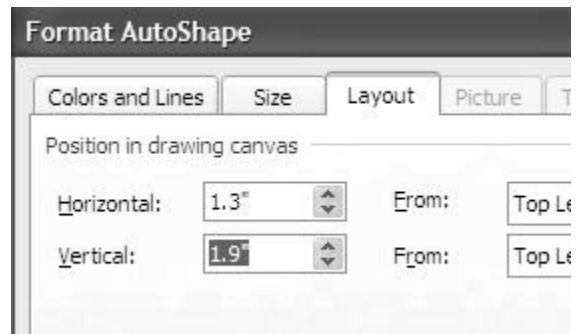 Format AutoShape
Colors and Lines Size Layout Picture T
Position in drawing canvas
Horizontal: 1.3" From: Top Le
Vertical: 1.9" From: Top Le